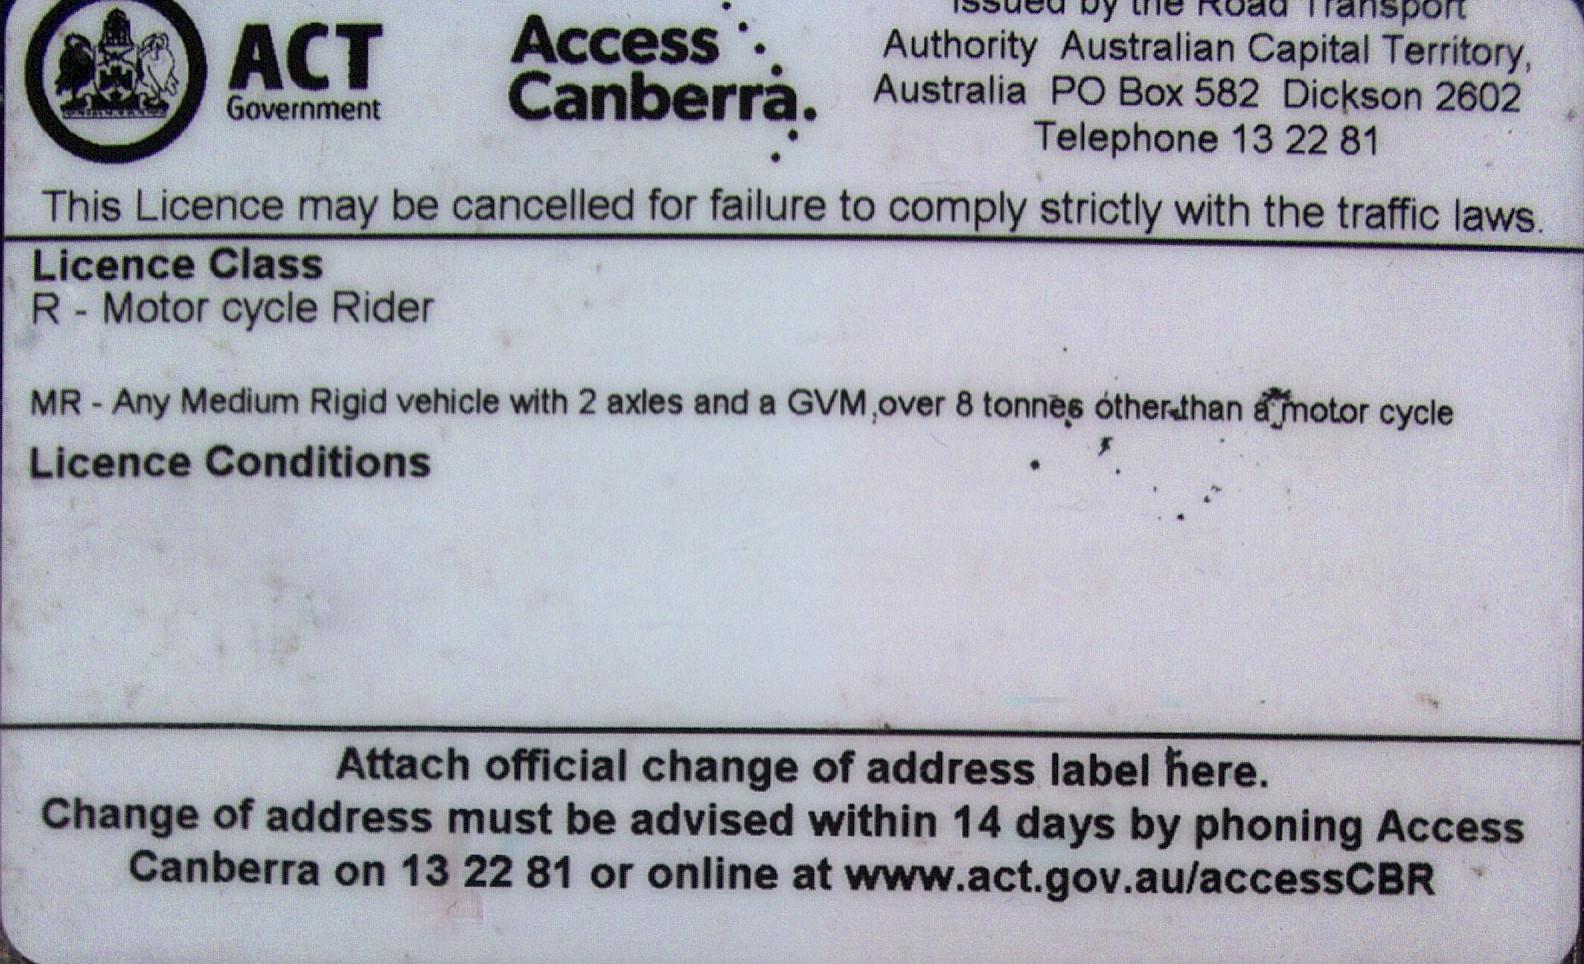 ACT
Government
Access
Canberra.
Issued by the Road Transport
Authority Australian Capital Territory,
Australia PO Box 582 Dickson 2602
Telephone 13 22 81
This Licence may be cancelled for failure to comply strictly with the traffic laws.
Licence Class
R - Motor cycle Rider
MR - Any Medium Rigid vehicle with 2 axles and a GVM over 8 tonnes other than a motor cycle
Licence Conditions
Attach official change of address label here.
Change of address must be advised within 14 days by phoning Access
Canberra on 13 22 81 or online at www.act.gov.au/accessCBR